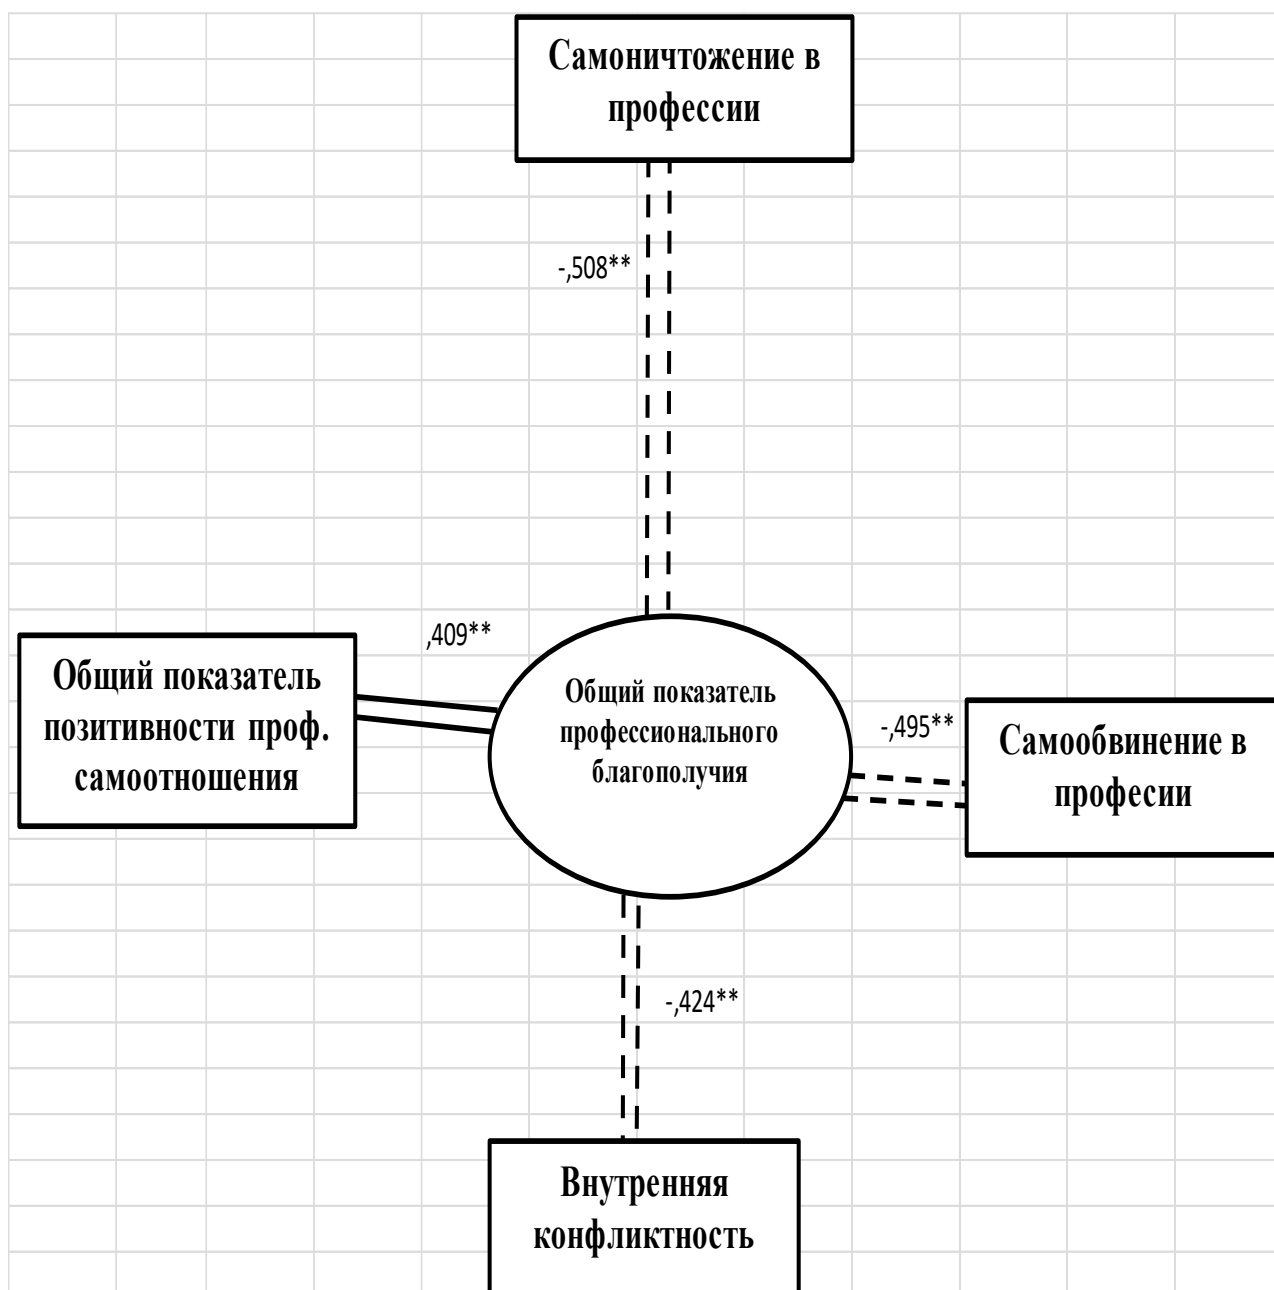 Самоничтожение в
профессии
-,508**
,409**
Общий показатель
позитивности проф.
самоотношения
Общий показатель
профессионального
благополучия
-,495**
Самообвинение в
професии
-,424**
Внутренняя
конфликтность